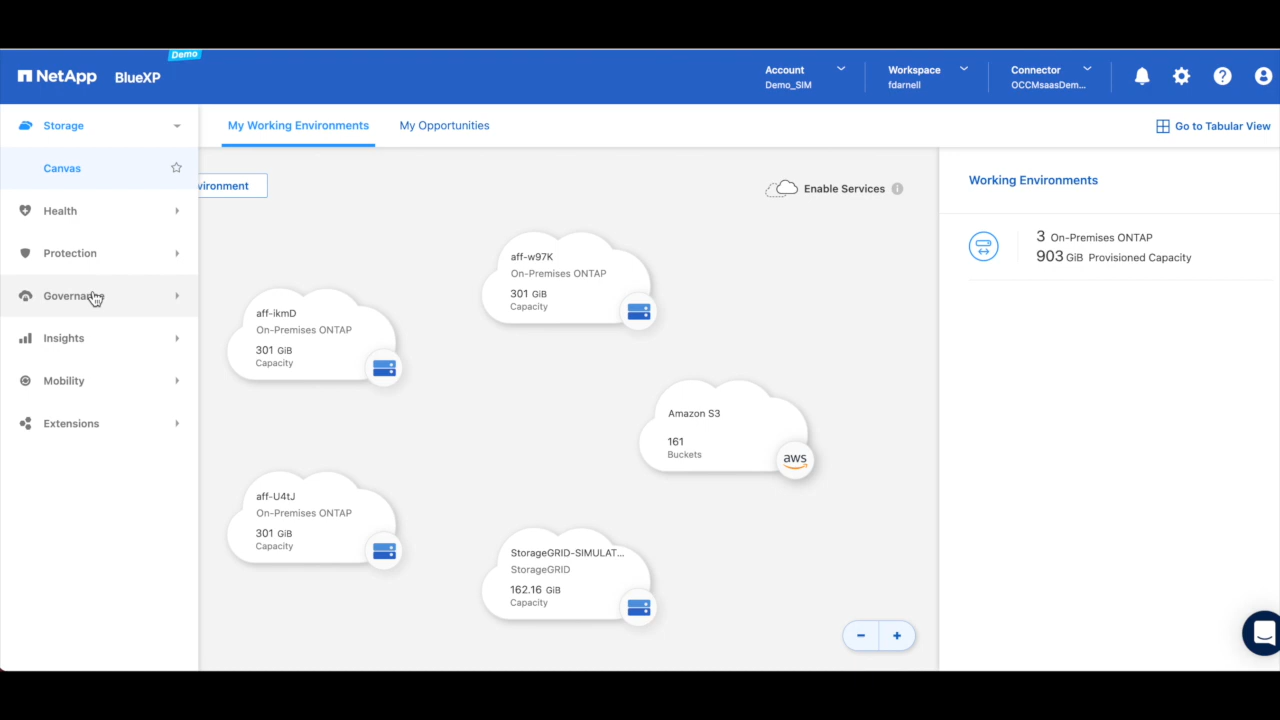 Demo
NetApp BlueXP
Account
Demo_SIM
Workspace
fdarnell
Connector
OCCMsaasDem...
Storage
Canvas
Health
Protection
Governance
Insights
Mobility
Extensions
My Working Environments
My Opportunities
Go to Tabular View
vironment
Enable Services
aff-w97K
On-Premises ONTAP
301 GiB
Capacity
aff-ikmD
On-Premises ONTAP
301 GiB
Capacity
Amazon S3
161
Buckets
aws
aff-U4tJ
On-Premises ONTAP
301 GiB
Capacity
StorageGRID-SIMULAT...
StorageGRID
162.16 GiB
Capacity
Working Environments
3 On-Premises ONTAP
903 GiB Provisioned Capacity